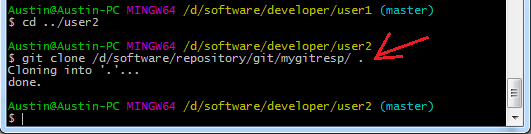 Austin@Austin-PC MINGW64 /d/software/developer/user1 (master)
$ cd ../user2
Austin@Austin-PC MINGW64 /d/software/developer/user2
$ git clone /d/software/repository/git/mygitresp/ .
Cloning into '.'...
done.
Austin@Austin-PC MINGW64 /d/software/developer/user2 (master)
$